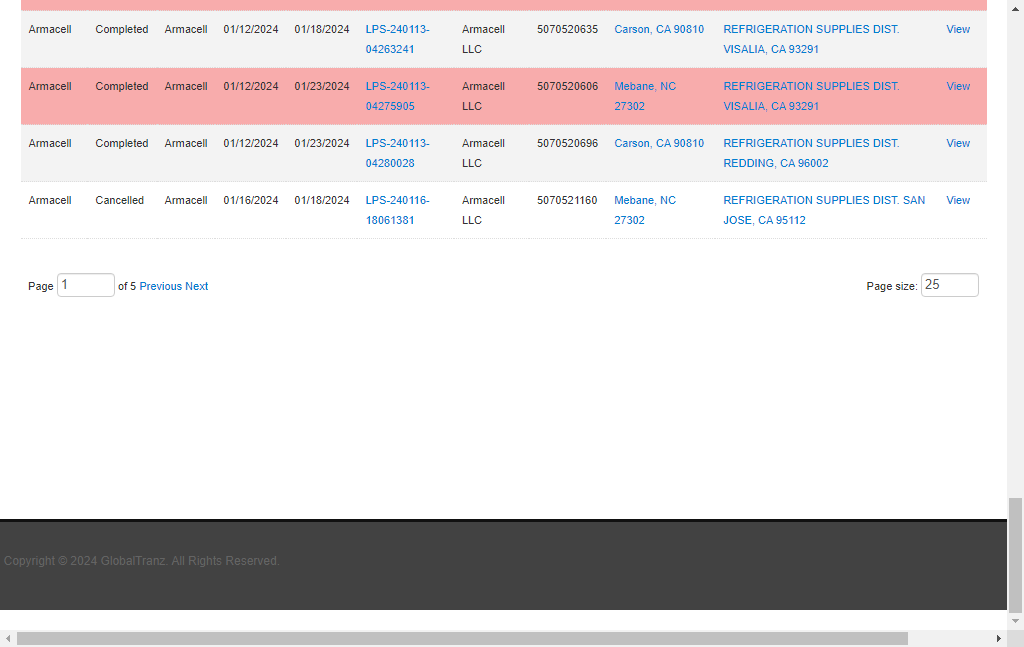 Armacell Completed Armacell 01/12/2024 01/18/2024 LPS-240113- Armacell 5070520635 Carson, CA 90810 REFRIGERATION SUPPLIES DIST. View
04263241 LLC VISALIA, CA 93291
Armacell Completed Armacell 01/12/2024 01/23/2024 LPS-240113- Armacell 5070520606 Mebane, NC REFRIGERATION SUPPLIES DIST. View
04275905 LLC 27302 VISALIA, CA 93291
Armacell Completed Armacell 01/12/2024 01/23/2024 LPS-240113- Armacell 5070520696 Carson, CA 90810 REFRIGERATION SUPPLIES DIST. View
04280028 LLC REDDING, CA 96002
Armacell Cancelled Armacell 01/16/2024 01/18/2024 LPS-240116- Armacell 5070521160 Mebane, NC REFRIGERATION SUPPLIES DIST. SAN View
18061381 LLC 27302 JOSE, CA 95112
Page 1 of 5 Previous Next Page size: 25
Copyright © 2024 GlobalTranz. All Rights Reserved.